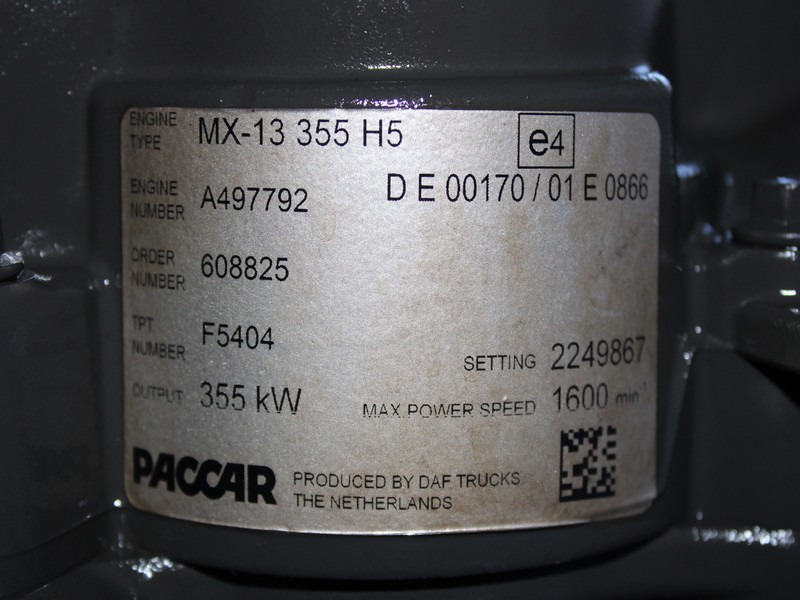 ENGINE TYPE MX-13 355 H5 e4
D E 00170 / 01 E 0866
ENGINE NUMBER A497792
ORDER NUMBER 608825
TPT NUMBER F5404
SETTING 2249867
OUTPUT 355 kW
MAX POWER SPEED 1600 min⁻¹
PACCAR
PRODUCED BY DAF TRUCKS
THE NETHERLANDS